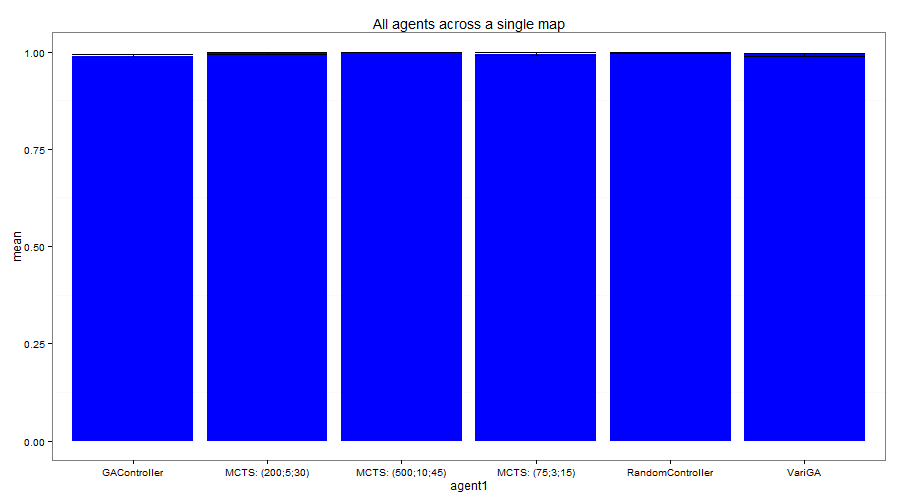 All agents across a single map
1.00
0.75
0.50
0.25
0.00
mean
GAController MCTS: (200;5;30) MCTS: (500;10;45) MCTS: (75;3;15) RandomController VariGA
agent1